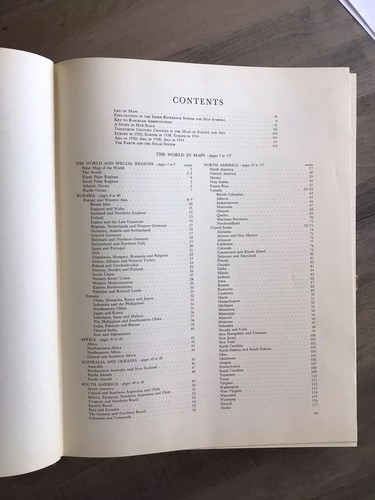 CONTENTS
LIST OF MAPS
EXPLANATION OF THE INDEX REFERENCE SYSTEM AND MAP SYMBOLS
KEY TO RAILROAD ABBREVIATIONS
A STUDY IN MAP SCALE
TWENTIETH CENTURY CHANGES IN THE MAPS OF EUROPE AND ASIA
EUROPE IN 1950; EUROPE IN 1938; EUROPE IN 1914
ASIA IN 1950; ASIA IN 1938; ASIA IN 1914
THE EARTH AND THE SOLAR SYSTEM
THE WORLD IN MAPS
THE WORLD AND SPECIAL REGIONS
Polar Map of the World
The World
North Polar Regions
South Polar Regions
Atlantic Ocean
Pacific Ocean
EURASIA
Europe and Western Asia
British Isles
England and Wales
Scotland and Northern England
Ireland
France and the Low Countries
Belgium, Netherlands and Western Germany
Germany, Austria and Switzerland
Central Germany
Denmark and Northern Germany
Switzerland and Northern Italy
Spain and Portugal
Italy
Yugoslavia, Hungary, Romania and Bulgaria
Greece, Albania and Western Turkey
Poland and Czechoslovakia
Norway, Sweden and Finland
Soviet Union
Western Soviet Union
Western Mediterranean
Eastern Mediterranean
Palestine and Eastern Lands
Eurasia
China, Mongolia, Korea and Japan
Indonesia and the Philippines
Northeastern China
Japan and Korea
Indochina, Siam and Malaya
The Philippines and Southeastern China
India, Pakistan and Burma
Central India
Iran and Afghanistan
AFRICA
Africa
Northwestern Africa
Northeastern Africa
Central and Southern Africa
AUSTRALIA AND OCEANIA
Australia
Southeastern Australia and New Zealand
Pacific Islands
Pacific Islands
SOUTH AMERICA
South America
Central and Southern Argentina and Chile
Bolivia, Paraguay, Northern Argentina and Chile
Uruguay and Southern Brazil
Eastern Brazil
Peru and Ecuador
The Guianas and Northern Brazil
Colombia and Venezuela
NORTH AMERICA
North America
Central America
Mexico
West Indies
Puerto Rico
Canada
British Columbia
Alberta
Saskatchewan
Manitoba
Ontario
Quebec
Maritime Provinces
Newfoundland
United States
Alabama
Arizona and New Mexico
Arkansas
California
Colorado
Connecticut and Rhode Island
Delaware and Maryland
Florida
Georgia
Idaho
Illinois
Indiana
Iowa
Kansas
Kentucky
Louisiana
Maine
Massachusetts
Michigan
Minnesota
Mississippi
Missouri
Montana
Nebraska
Nevada and Utah
New Hampshire and Vermont
New Jersey
New York
North Carolina
North Dakota and South Dakota
Ohio
Oklahoma
Oregon
Pennsylvania
South Carolina
Tennessee
Texas
Virginia
Washington
West Virginia
Wisconsin
Wyoming
Hawaii
Alaska